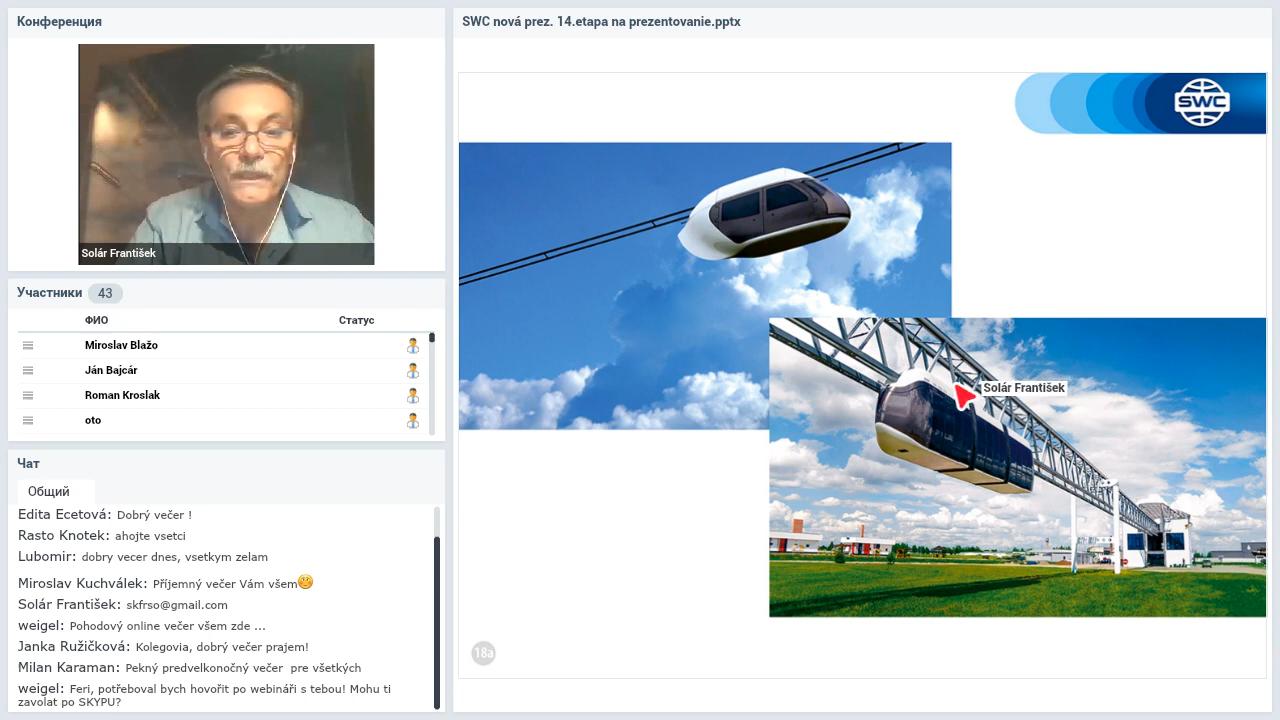 Конференция
Solár František
Участники 43
ФИО Статус
Miroslav Blažo
Ján Bajcár
Roman Kroslak
oto
Чат
Общий
Edita Ecetová: Dobrý večer !
Rasto Knotek: ahojte vsetci
Lubomir: dobry vecer dnes, vsetkym zelam
Miroslav Kuchválek: Příjemný večer Vám všem
Solár František: skfrso@gmail.com
weigel: Pohodový online večer všem zde ...
Janka Ružičková: Kolegovia, dobrý večer prajem!
Milan Karaman: Pekný predvelkonočný večer  pre všetkých
weigel: Feri, potřeboval bych hovořit po webináři s tebou! Mohu ti
zavolat po SKYPU?
SWC nová prez. 14.etapa na prezentovanie.pptx
SWC
Solár František
18a